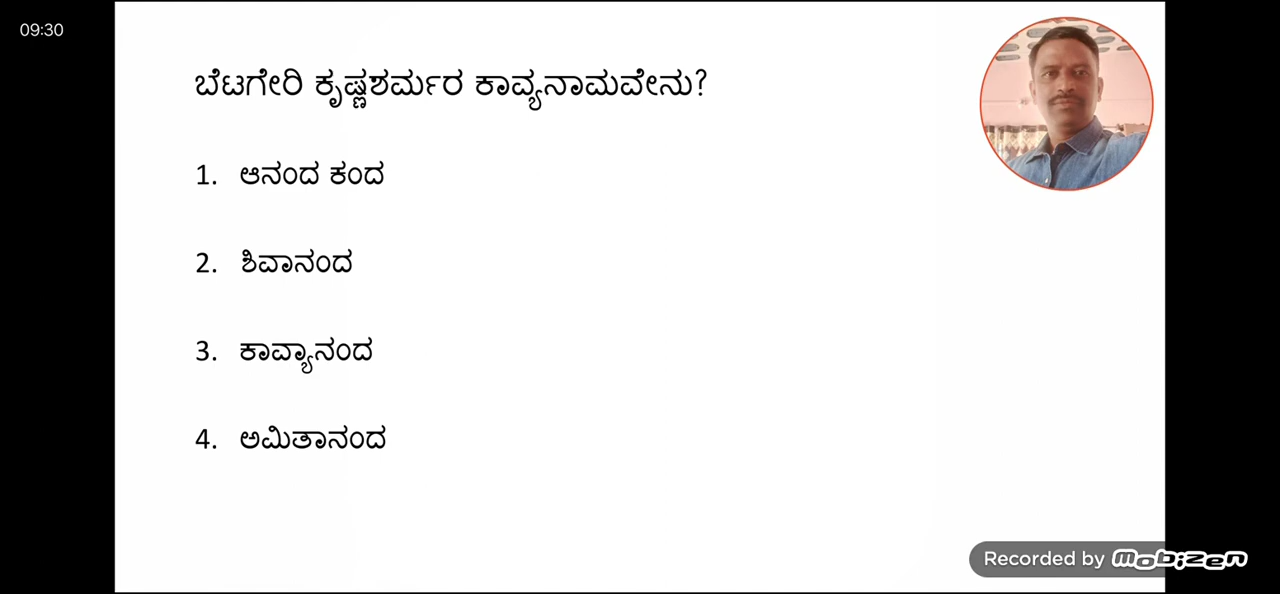 09:30
ಬೆಟಗೇರಿ ಕೃಷ್ಣಶರ್ಮರ ಕಾವ್ಯನಾಮವೇನು?
1. ಆನಂದ ಕಂದ
2. ಶಿವಾನಂದ
3. ಕಾವ್ಯಾನಂದ
4. ಅಮಿತಾನಂದ
Recorded by Mobizen